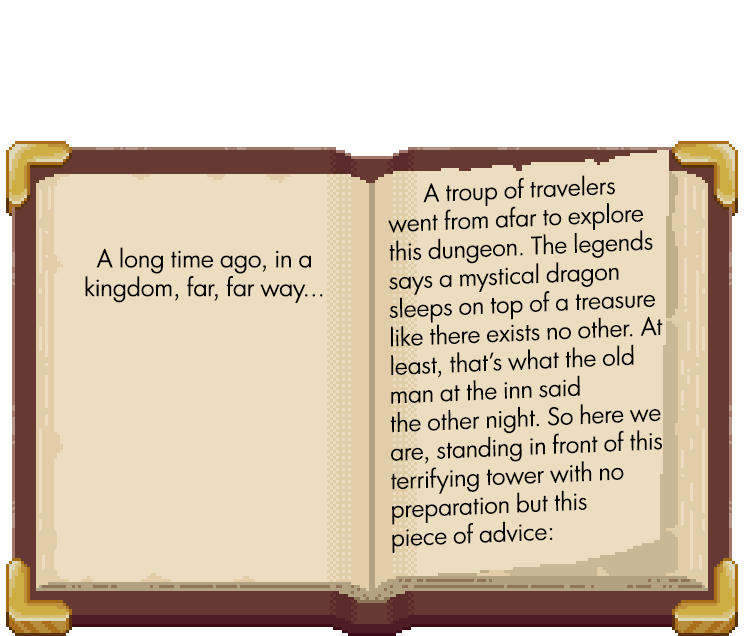 A long time ago, in a
kingdom, far, far way...
A troup of travelers
went from afar to explore
this dungeon. The legends
says a mystical dragon
sleeps on top of a treasure
like there exists no other. At
least, that's what the old
man at the inn said
the other night. So here we
are, standing in front of this
terrifying tower with no
preparation but this
piece of advice: